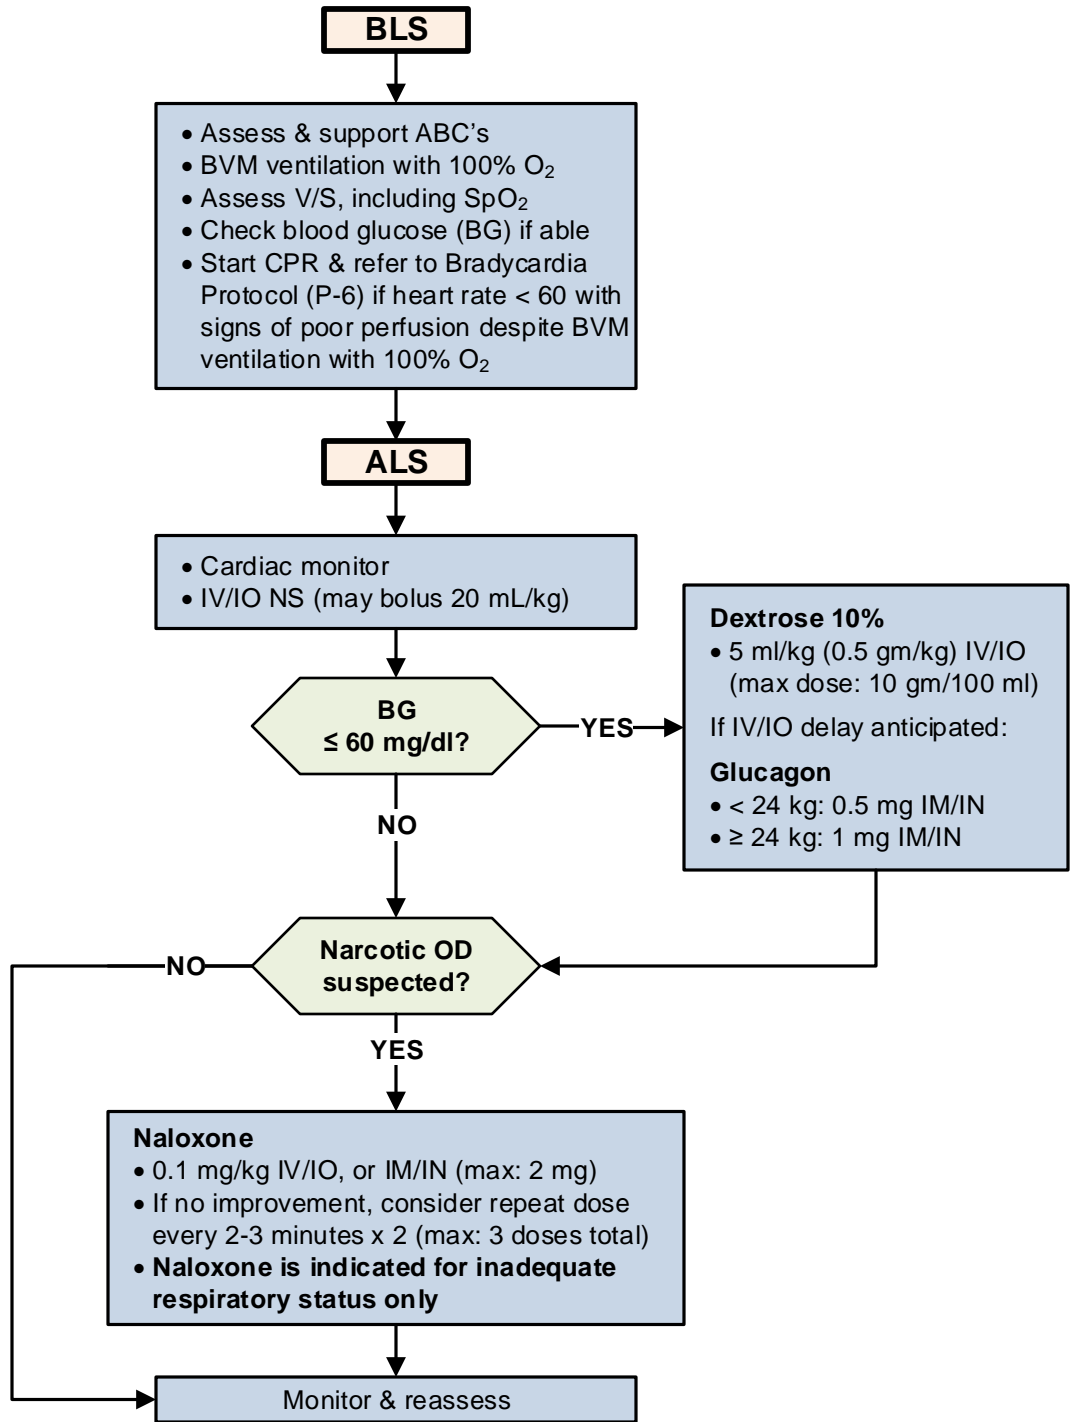 BLS
• Assess & support ABC's
• BVM ventilation with 100% O₂
• Assess V/S, including SpO₂
• Check blood glucose (BG) if able
• Start CPR & refer to Bradycardia
Protocol (P-6) if heart rate < 60 with
signs of poor perfusion despite BVM
ventilation with 100% O₂
ALS
• Cardiac monitor
• IV/IO NS (may bolus 20 mL/kg)
BG
≤ 60 mg/dl?
YES
Dextrose 10%
• 5 ml/kg (0.5 gm/kg) IV/IO
(max dose: 10 gm/100 ml)
If IV/IO delay anticipated:
Glucagon
• < 24 kg: 0.5 mg IM/IN
• ≥ 24 kg: 1 mg IM/IN
NO
Narcotic OD
suspected?
NO
YES
Naloxone
• 0.1 mg/kg IV/IO, or IM/IN (max: 2 mg)
• If no improvement, consider repeat dose
every 2-3 minutes x 2 (max: 3 doses total)
• Naloxone is indicated for inadequate
respiratory status only
Monitor & reassess